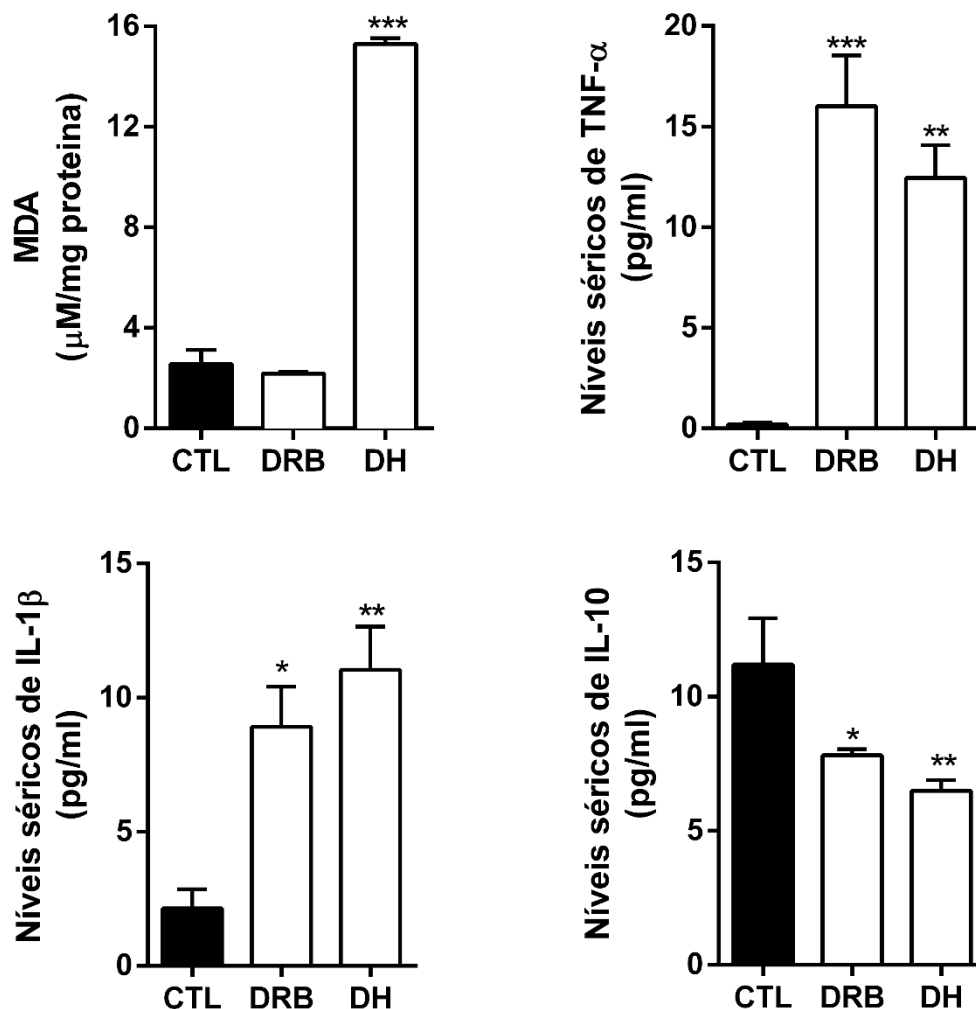 MDA
(μM/mg proteina)
16
12
8
4
0
***
CTL DRB DH
Níveis séricos de TNF-α
(pg/ml)
20
15
10
5
0
***
**
CTL DRB DH
Níveis séricos de IL-1β
(pg/ml)
15
10
5
0
*
**
CTL DRB DH
Níveis séricos de IL-10
(pg/ml)
15
10
5
0
*
**
CTL DRB DH